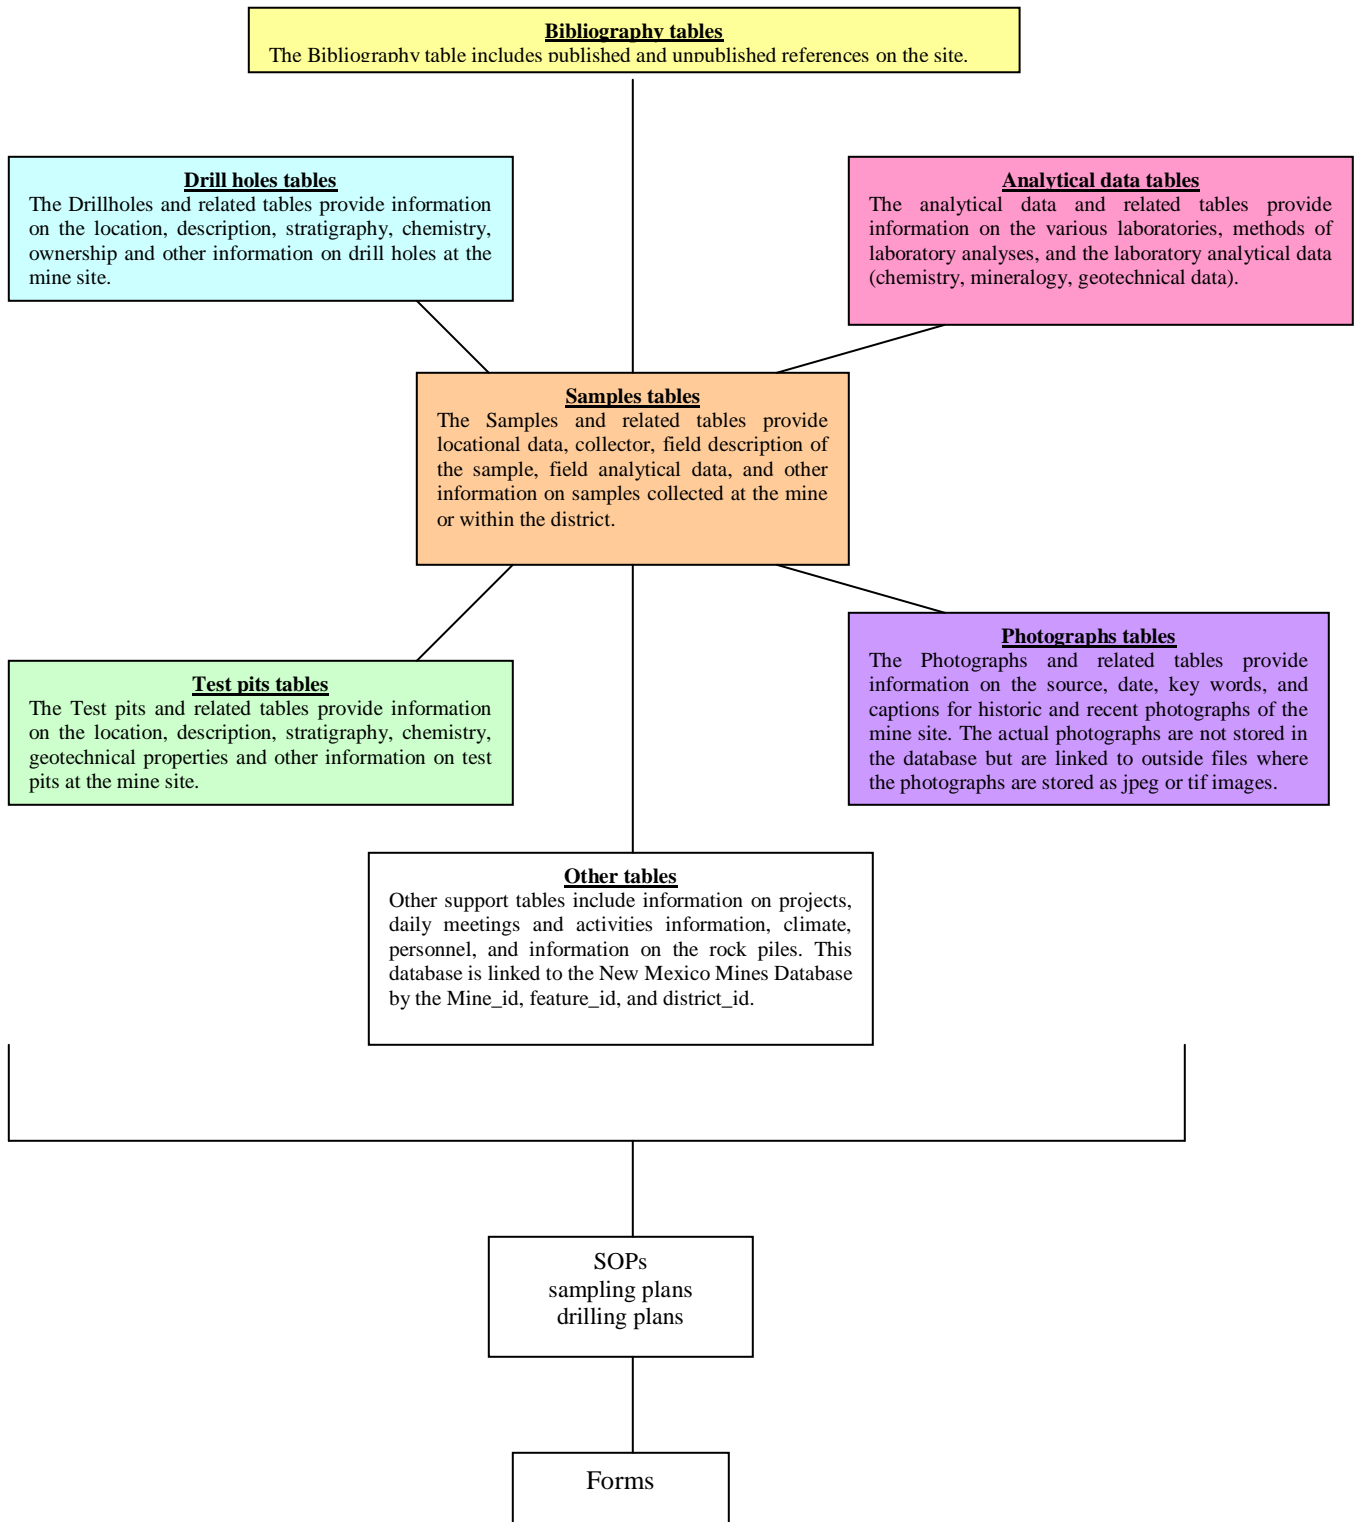 Bibliography tables
The Bibliography table includes published and unpublished references on the site.
Drill holes tables
The Drillholes and related tables provide information
on the location, description, stratigraphy, chemistry,
ownership and other information on drill holes at the
mine site.
Analytical data tables
The analytical data and related tables provide
information on the various laboratories, methods of
laboratory analyses, and the laboratory analytical data
(chemistry, mineralogy, geotechnical data).
Samples tables
The Samples and related tables provide
locational data, collector, field description of
the sample, field analytical data, and other
information on samples collected at the mine
or within the district.
Test pits tables
The Test pits and related tables provide information
on the location, description, stratigraphy, chemistry,
geotechnical properties and other information on test
pits at the mine site.
Photographs tables
The Photographs and related tables provide
information on the source, date, key words, and
captions for historic and recent photographs of the
mine site. The actual photographs are not stored in
the database but are linked to outside files where
the photographs are stored as jpeg or tif images.
Other tables
Other support tables include information on projects,
daily meetings and activities information, climate,
personnel, and information on the rock piles. This
database is linked to the New Mexico Mines Database
by the Mine_id, feature_id, and district_id.
SOPs
sampling plans
drilling plans
Forms